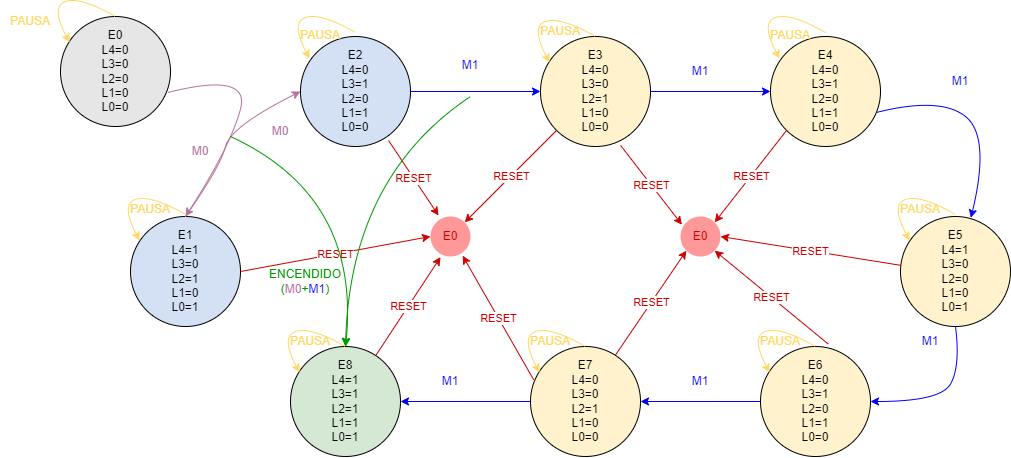 PAUSA
E0
L4=0
L3=0
L2=0
L1=0
L0=0
PAUSA
E2
L4=0
L3=1
L2=0
L1=1
L0=0
M1
PAUSA
E3
L4=0
L3=0
L2=1
L1=0
L0=0
M1
PAUSA
E4
L4=0
L3=1
L2=0
L1=1
L0=0
M1
M0
M0
RESET
RESET
RESET
RESET
PAUSA
E1
L4=1
L3=0
L2=1
L1=0
L0=1
RESET
E0
E0
RESET
PAUSA
E5
L4=1
L3=0
L2=0
L1=0
L0=1
ENCENDIDO
(M0+M1)
RESET
RESET
RESET
RESET
PAUSA
E8
L4=1
L3=1
L2=1
L1=1
L0=1
M1
PAUSA
E7
L4=0
L3=0
L2=1
L1=0
L0=0
M1
PAUSA
E6
L4=0
L3=1
L2=0
L1=1
L0=0
M1